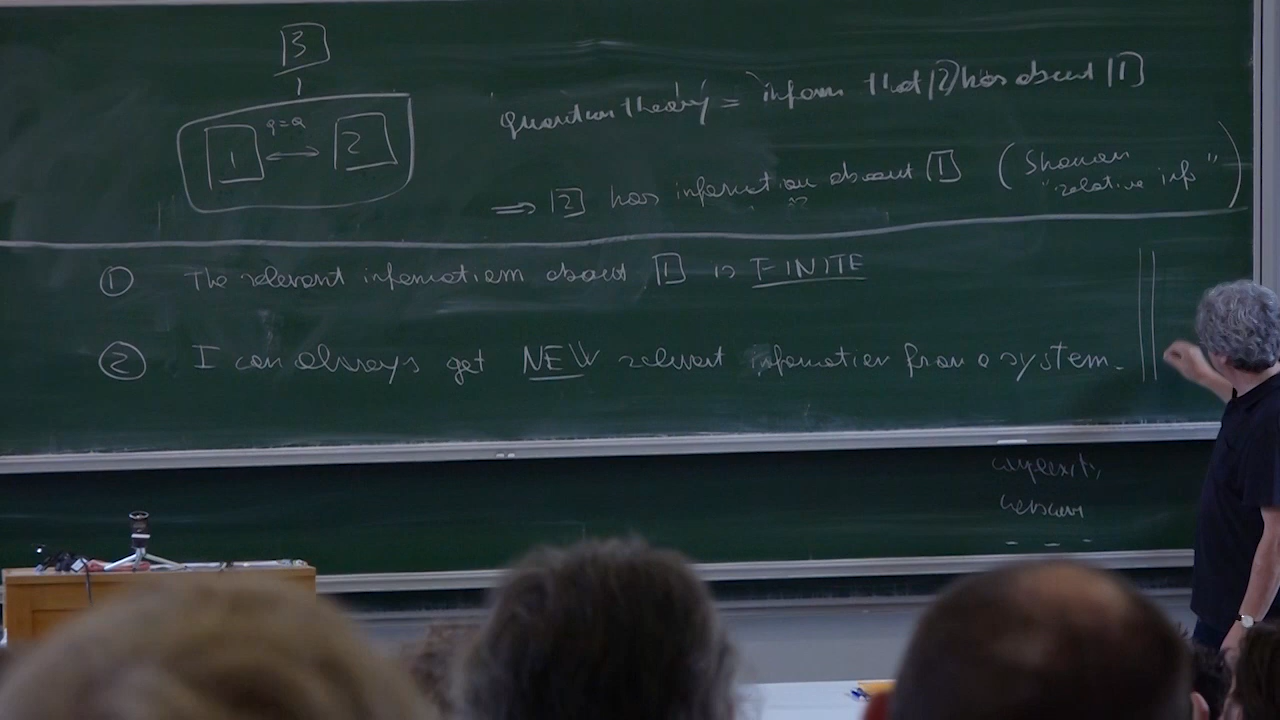 3
1 q=a 2
"quantum theory" = inform that [2] has about [1]
⇒ [2] has information about [1] (Shannon
"relative info")
① The relevant information about [1] is FINITE
② I can always get NEW relevant information from a system.
complexity